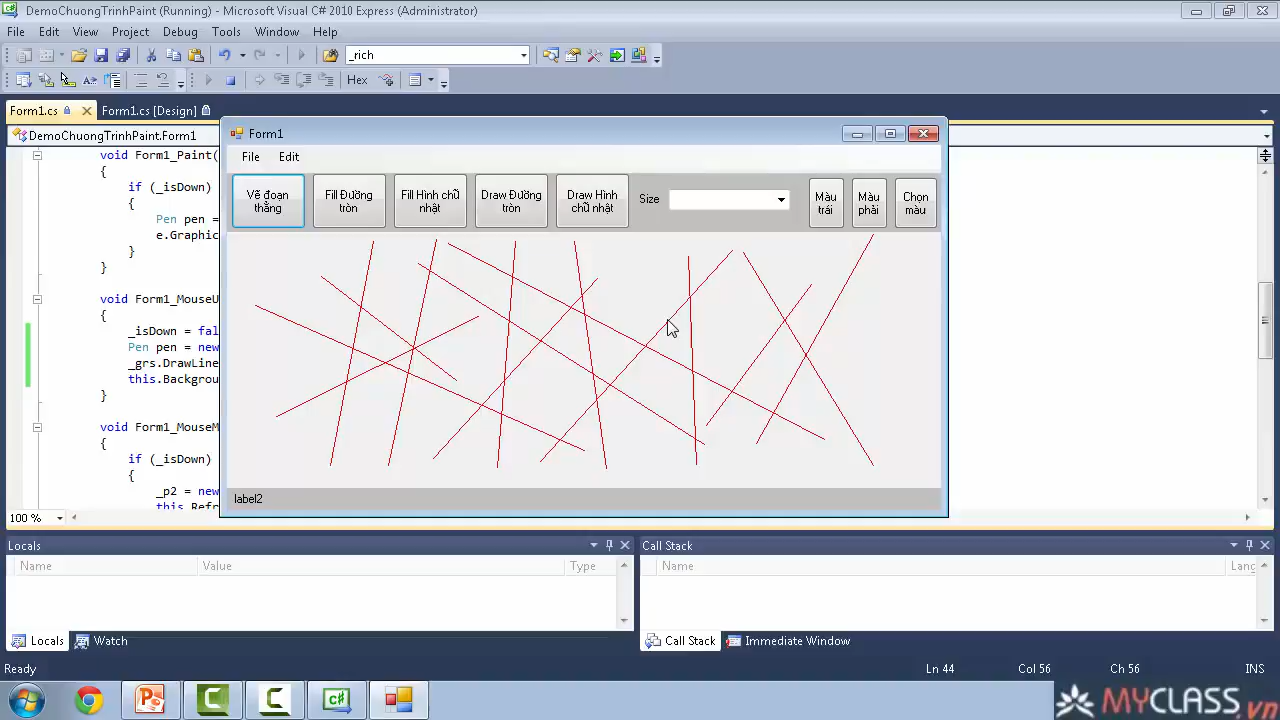 DemoChuongTrinhPaint (Running) - Microsoft Visual C# 2010 Express (Administrator)
File Edit View Project Debug Tools Window Help
_rich
Hex
Form1.cs Form1.cs [Design]
DemoChuongTrinhPaint.Form1
void Form1_Paint(
{
if (_isDown)
{
Pen pen =
e.Graphic
}
}
void Form1_MouseU
{
_isDown = fal
Pen pen = new
_grs.DrawLine
this.Backgrou
}
void Form1_MouseM
{
if (_isDown)
{
_p2 = new
this.Refr
100 %
Form1
File Edit
Vẽ đoạn thẳng
Fill Đường tròn
Fill Hình chữ nhật
Draw Đường tròn
Draw Hình chữ nhật
Size
Màu trái
Màu phải
Chọn màu
label2
Locals
Name Value Type
Locals Watch
Call Stack
Name Lang
Call Stack Immediate Window
Ready Ln 44 Col 56 Ch 56 INS
MYCLASS.vn